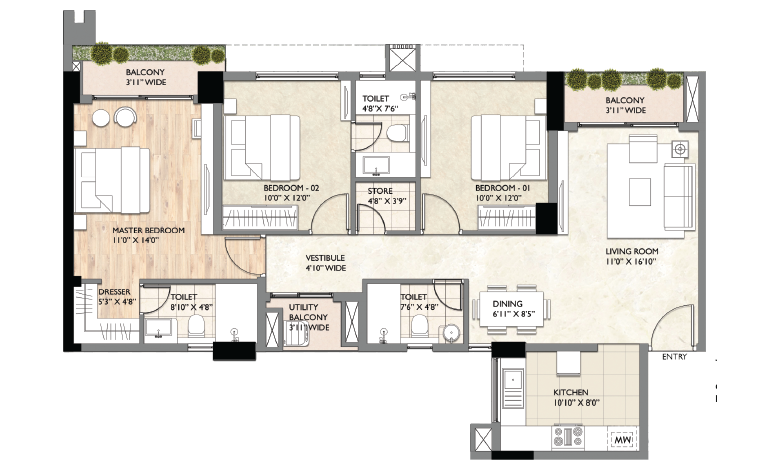 BALCONY
3'11" WIDE
TOILET
4'8"X 7'6"
BALCONY
3'11" WIDE
BEDROOM - 02
10'0" X 12'0"
STORE
4'8" X 3'9"
BEDROOM - 01
10'0" X 12'0"
MASTER BEDROOM
11'0" X 14'0"
VESTIBULE
4'10" WIDE
LIVING ROOM
11'0" X 16'10"
DRESSER
5'3" X 4'8"
TOILET
8'10" X 4'8"
UTILITY
BALCONY
3'11" WIDE
TOILET
7'6" X 4'8"
DINING
6'11" X 8'5"
ENTRY
KITCHEN
10'10" X 8'0"
MW